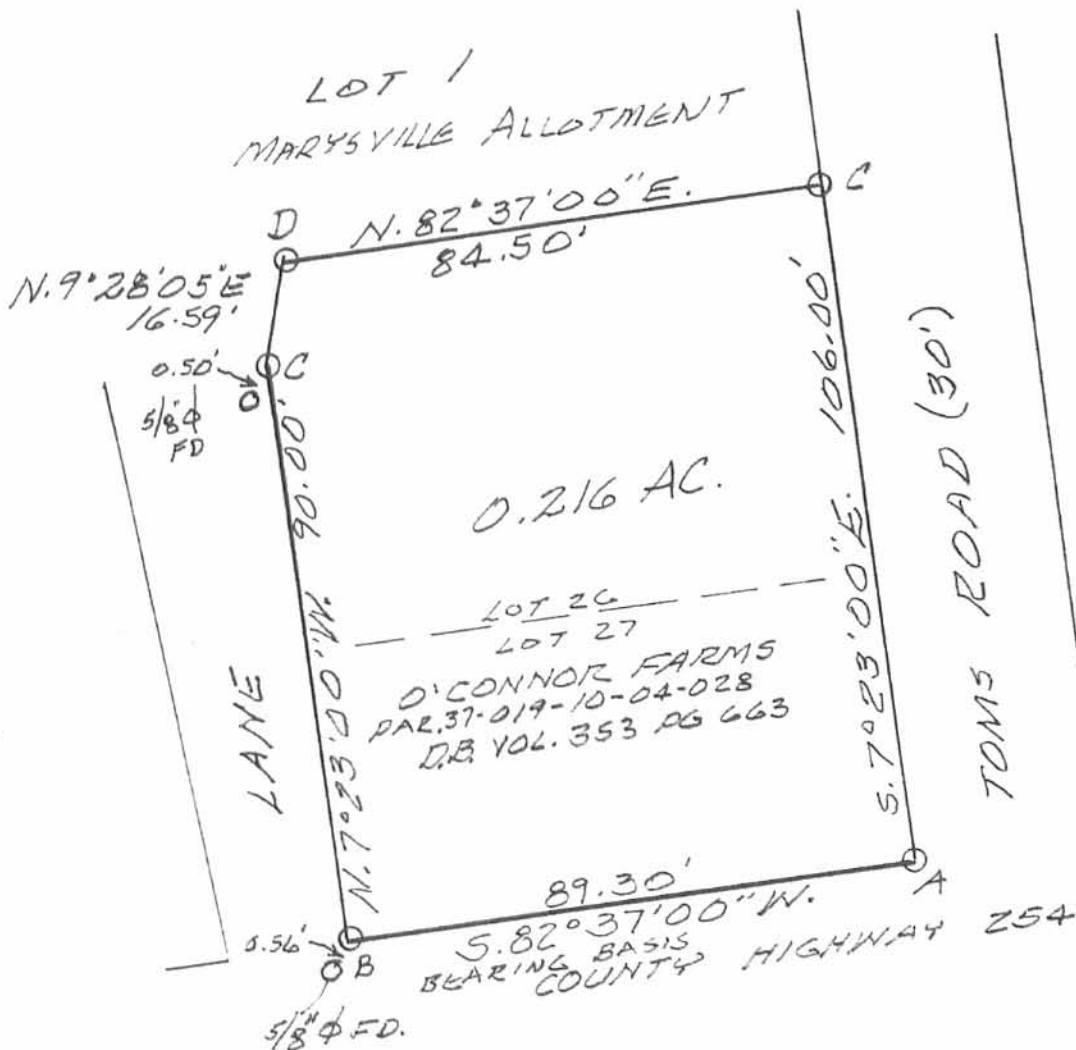 LOT 1
MARYSVILLE ALLOTMENT
C
D
N. 82°37'00"E.
84.50'
N. 9°28'05"E
16.59'
0.50'
C
5/8"ϕ
FD
90.00'
N. 7°23'00"W.
106.00'
S. 7°23'00"E.
TOMS ROAD (30')
0.216 AC.
LOT 26
LOT 27
O'CONNOR FARMS
PAR. 37-019-10-04-028
D.B. VOL. 353 PG 663
LANE
A
89.30'
S. 82°37'00"W.
BEARING BASIS
COUNTY HIGHWAY 254
0.56'
B
5/8"ϕ FD.